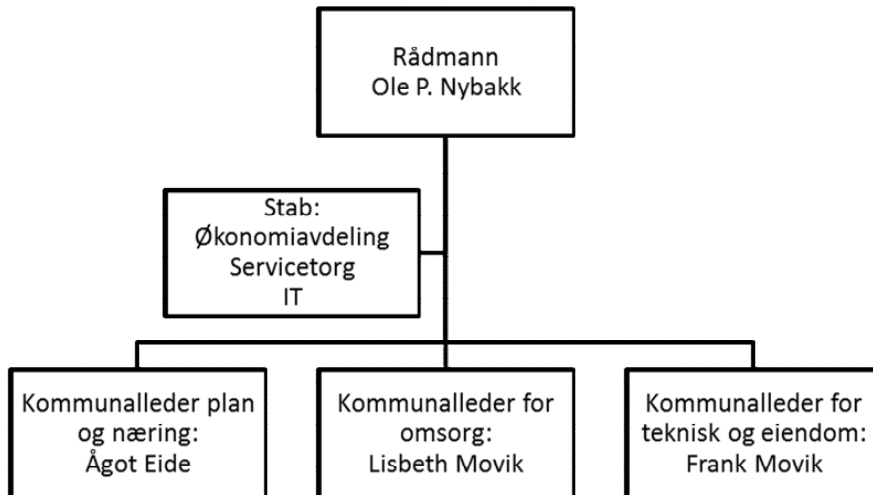 Rådmann
Ole P. Nybakk
Stab:
Økonomiavdeling
Servicetorg
IT
Kommunalleder plan
og næring:
Ågot Eide
Kommunalleder for
omsorg:
Lisbeth Movik
Kommunalleder for
teknisk og eiendom:
Frank Movik